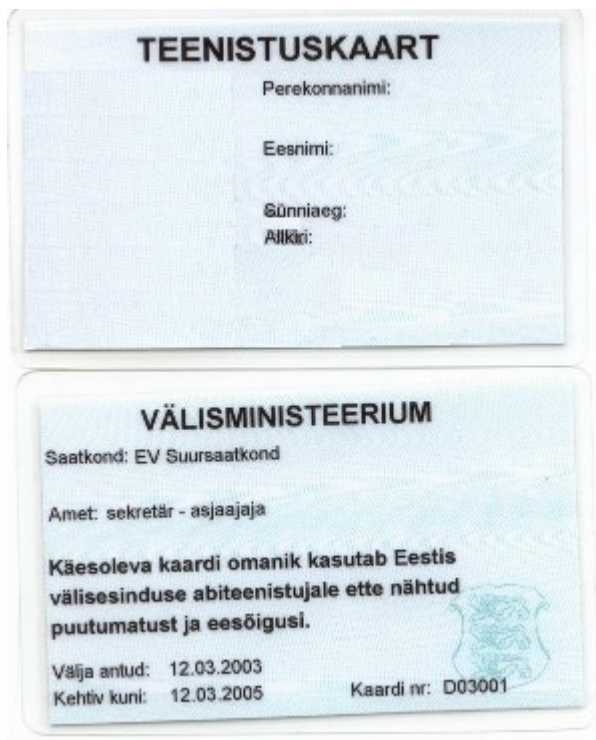 TEENISTUSKAART
Perekonnanimi:
Eesnimi:
Sünniaeg:
Allkiri:
VÄLISMINISTEERIUM
Saatkond: EV Suursaatkond
Amet: sekretär - asjaajaja
Käesoleva kaardi omanik kasutab Eestis
välisesinduse abiteenistujale ette nähtud
puutumatust ja eesõigusi.
Välja antud: 12.03.2003
Kehtiv kuni: 12.03.2005 Kaardi nr: D03001